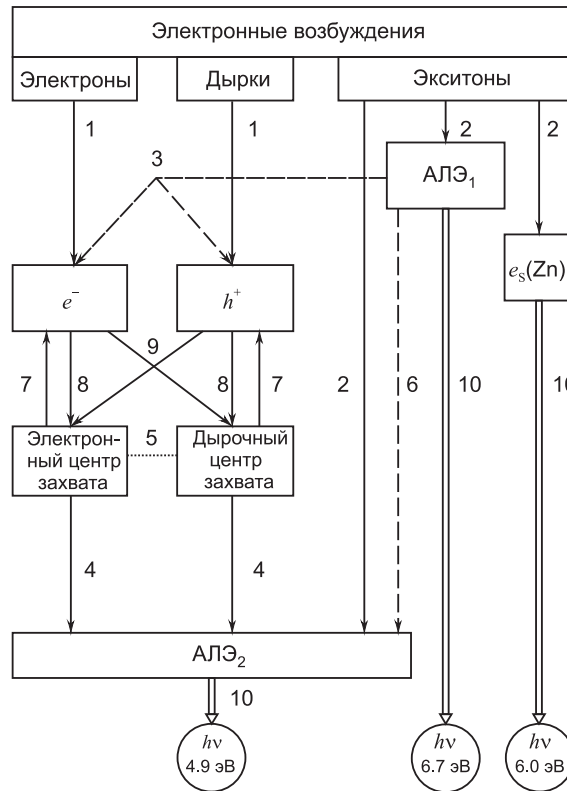 Электронные возбуждения
Электроны
Дырки
Экситоны
1
1
2
2
3
АЛЭ₁
e⁻
h⁺
eₛ(Zn)
9
7
8
8
7
2
6
10
10
Электрон-
ный центр
захвата
5
Дырочный
центр
захвата
4
4
АЛЭ₂
10
hν
4.9 эВ
hν
6.7 эВ
hν
6.0 эВ